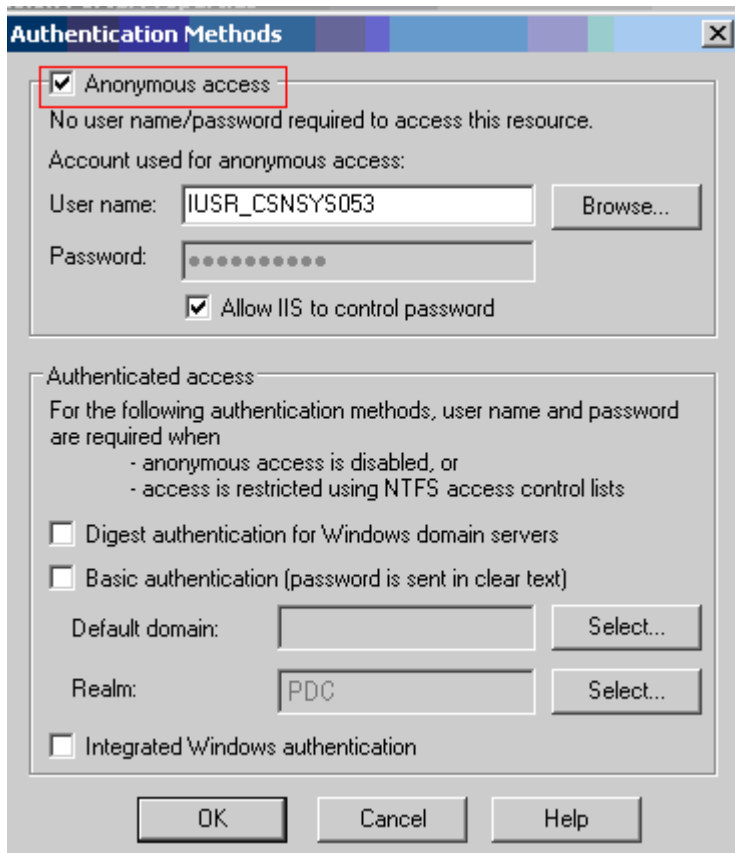 Authentication Methods
Anonymous access
No user name/password required to access this resource.
Account used for anonymous access:
User name: IUSR_CSNSYS053 Browse...
Password: ●●●●●●●●●●
Allow IIS to control password
Authenticated access
For the following authentication methods, user name and password
are required when
- anonymous access is disabled, or
- access is restricted using NTFS access control lists
Digest authentication for Windows domain servers
Basic authentication (password is sent in clear text)
Default domain: Select...
Realm: PDC Select...
Integrated Windows authentication
OK Cancel Help